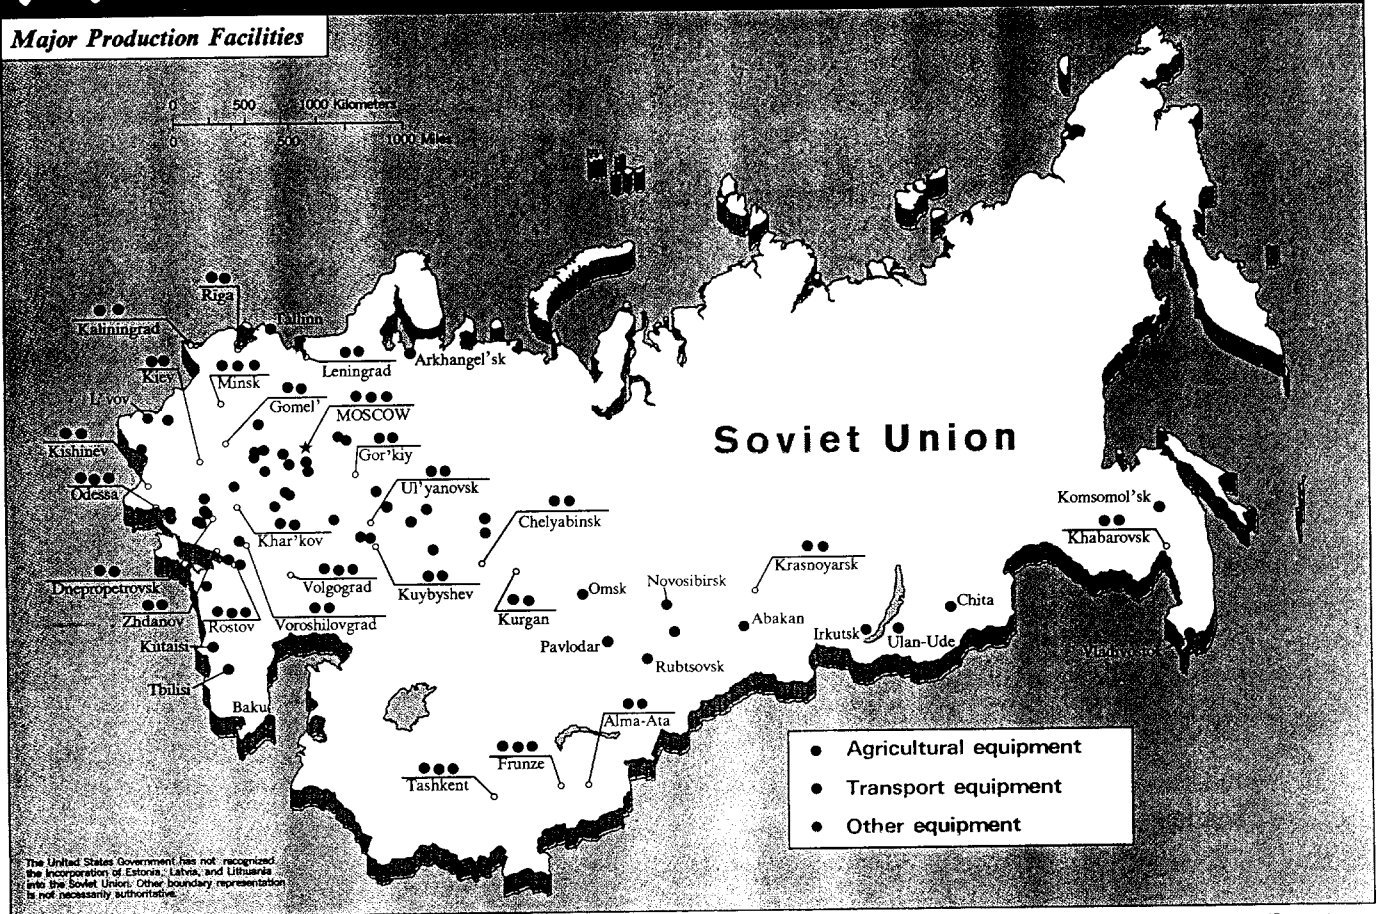 Major Production Facilities
0 500 1000 Kilometers
0 500 1000 Miles
Riga
Kaliningrad
Tallinn
Kiev
Minsk
Leningrad
Arkhangel'sk
L'vov
Gomel'
MOSCOW
Kishinëv
Gor'kiy
Soviet Union
Odessa
Ul'yanovsk
Chelyabinsk
Komsomol'sk
Khabarovsk
Khar'kov
Krasnoyarsk
Dnepropetrovsk
Volgograd
Kuybyshev
Kurgan
Omsk
Novosibirsk
Chita
Zhdanov
Rostov
Voroshilovgrad
Abakan
Irkutsk
Ulan-Ude
Kutaisi
Pavlodar
Rubtsovsk
Vladivostok
Tbilisi
Baku
Alma-Ata
Frunze
Tashkent
Agricultural equipment
Transport equipment
Other equipment
The United States Government has not recognized
the incorporation of Estonia, Latvia, and Lithuania
into the Soviet Union. Other boundary representation
is not necessarily authoritative.